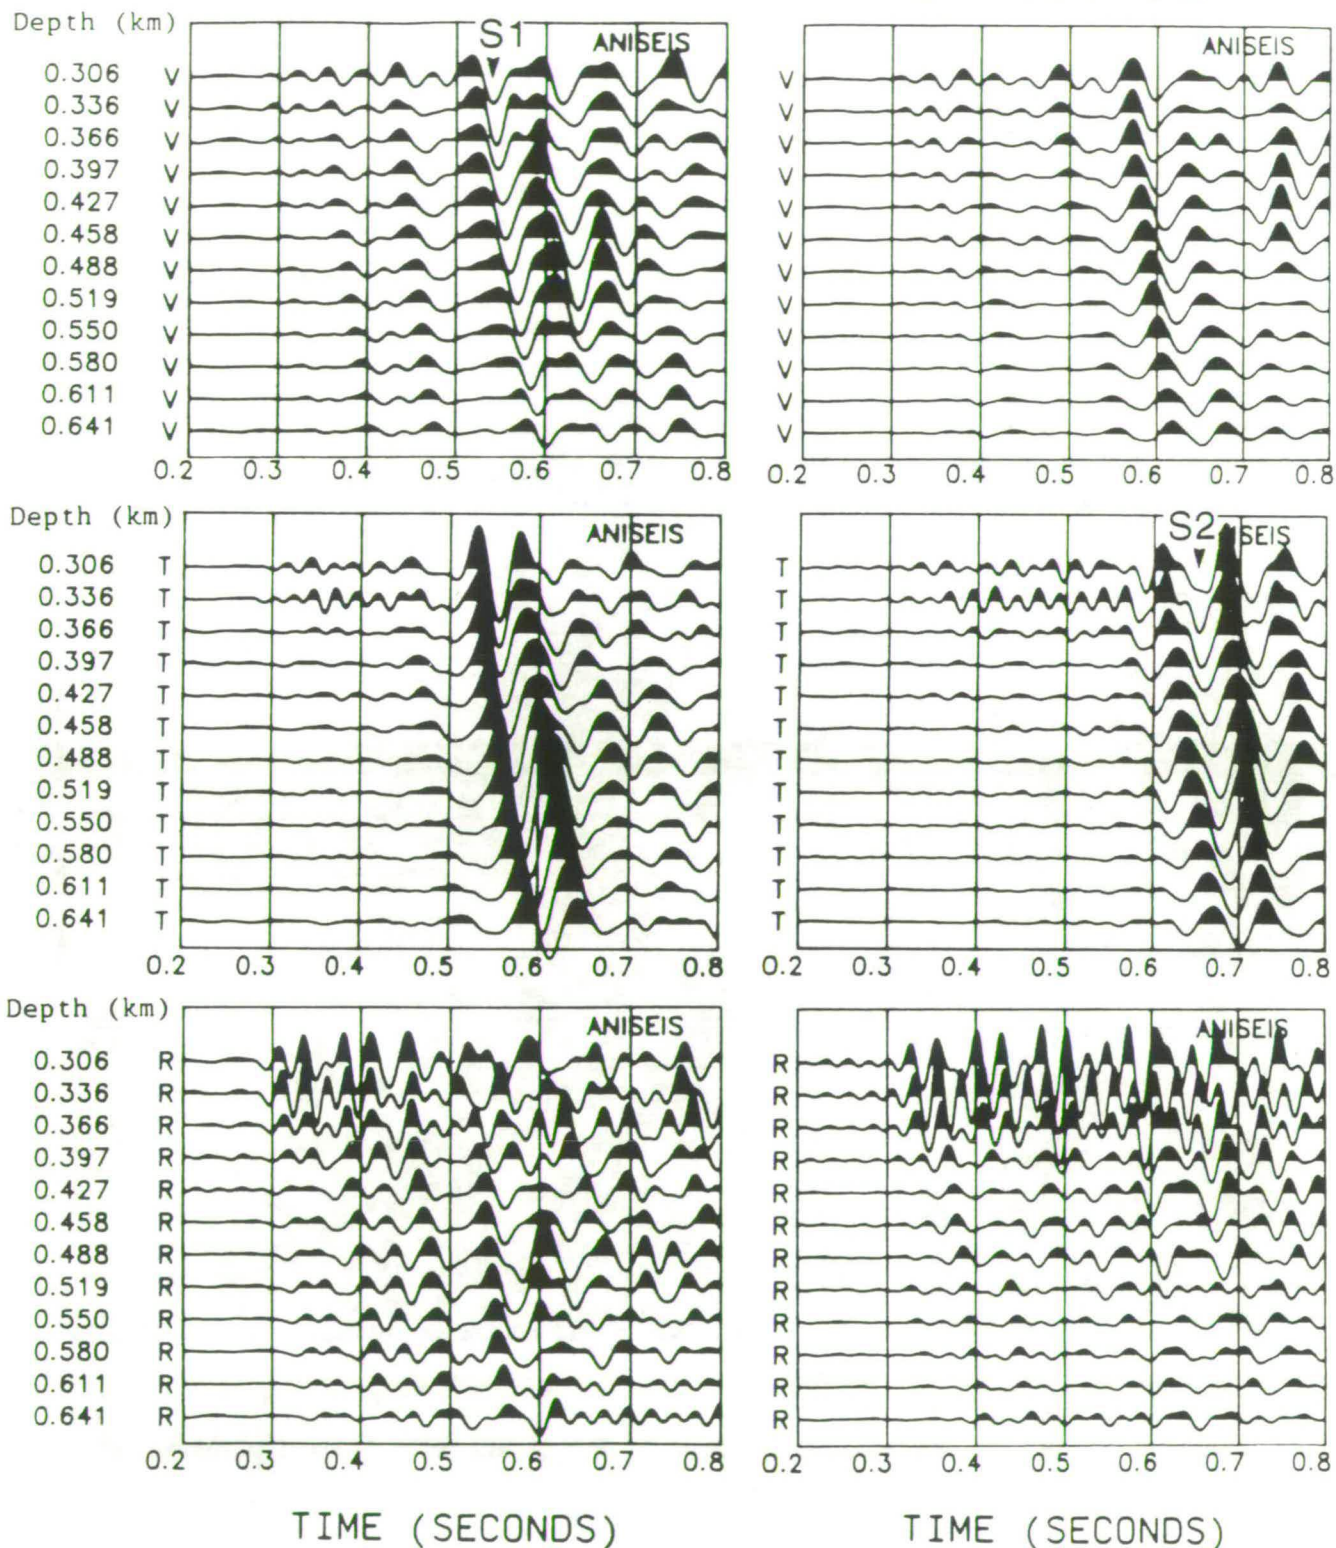 Depth (km)
S1
ANISEIS
ANISEIS
0.306 V V
0.336 V V
0.366 V V
0.397 V V
0.427 V V
0.458 V V
0.488 V V
0.519 V V
0.550 V V
0.580 V V
0.611 V V
0.641 V V
0.2 0.3 0.4 0.5 0.6 0.7 0.8
0.2 0.3 0.4 0.5 0.6 0.7 0.8
Depth (km)
ANISEIS
S2
SEIS
0.306 T T
0.336 T T
0.366 T T
0.397 T T
0.427 T T
0.458 T T
0.488 T T
0.519 T T
0.550 T T
0.580 T T
0.611 T T
0.641 T T
0.2 0.3 0.4 0.5 0.6 0.7 0.8
0.2 0.3 0.4 0.5 0.6 0.7 0.8
Depth (km)
ANISEIS
ANISEIS
0.306 R R
0.336 R R
0.366 R R
0.397 R R
0.427 R R
0.458 R R
0.488 R R
0.519 R R
0.550 R R
0.580 R R
0.611 R R
0.641 R R
0.2 0.3 0.4 0.5 0.6 0.7 0.8
0.2 0.3 0.4 0.5 0.6 0.7 0.8
TIME (SECONDS)
TIME (SECONDS)